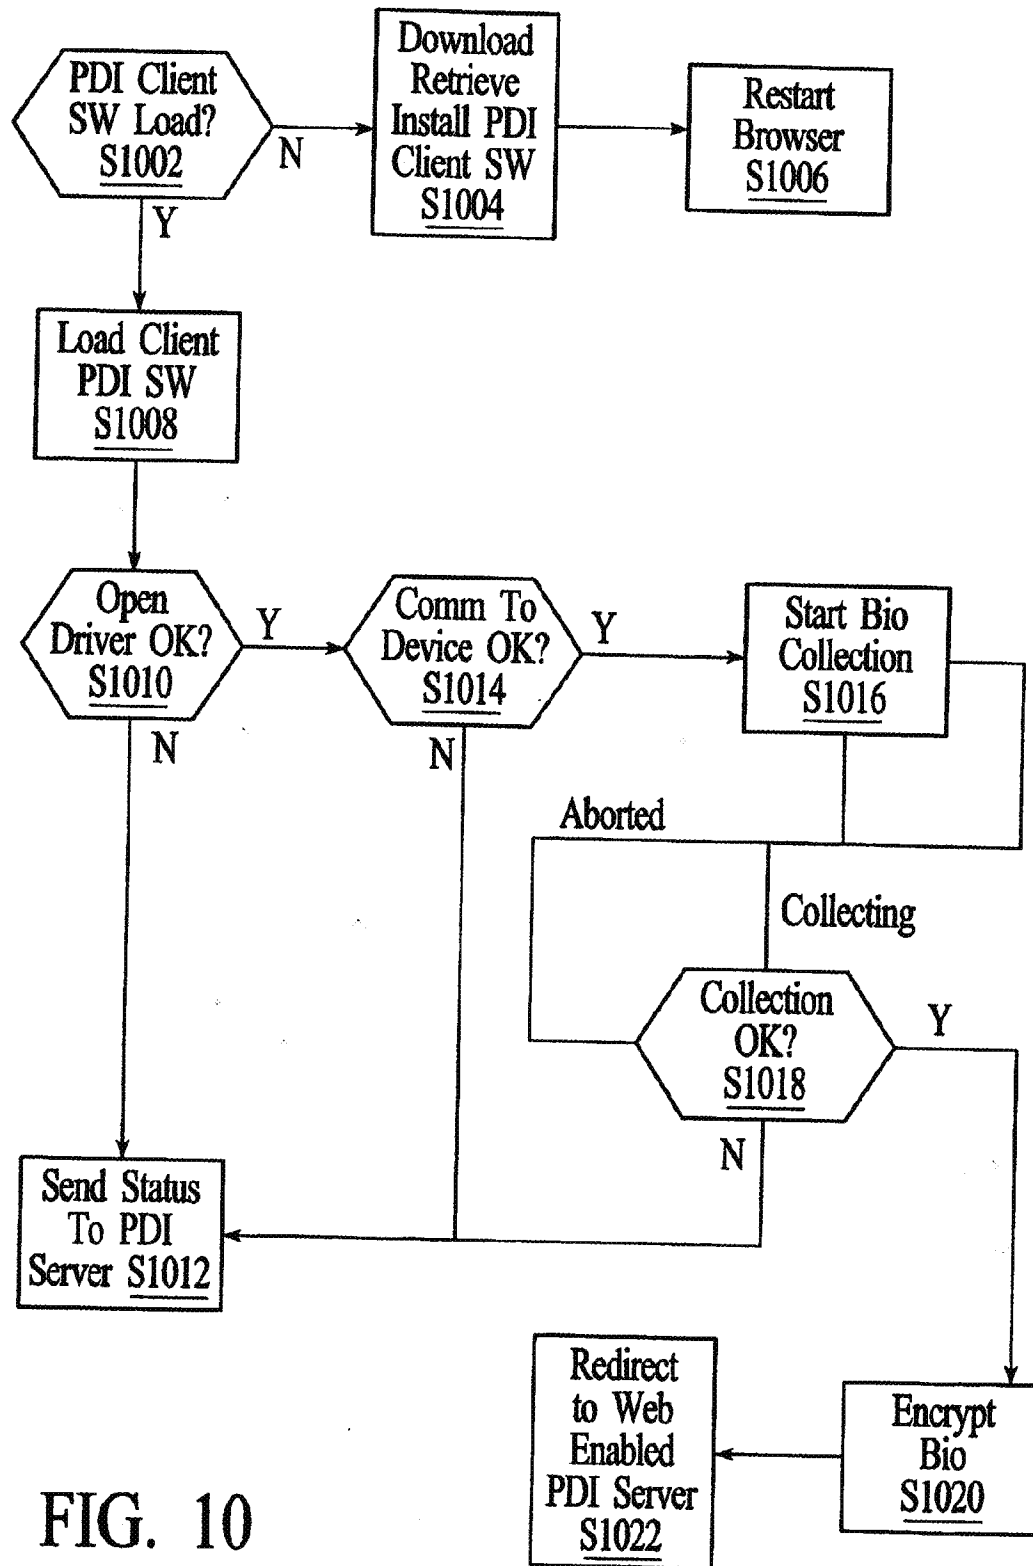 PDI Client
SW Load?
S1002
N
Y
Download
Retrieve
Install PDI
Client SW
S1004
Restart
Browser
S1006
Load Client
PDI SW
S1008
Open
Driver OK?
S1010
Y
N
Comm To
Device OK?
S1014
Y
N
Start Bio
Collection
S1016
Aborted
Collecting
Collection
OK?
S1018
Y
N
Send Status
To PDI
Server S1012
Redirect
to Web
Enabled
PDI Server
S1022
Encrypt
Bio
S1020
FIG. 10